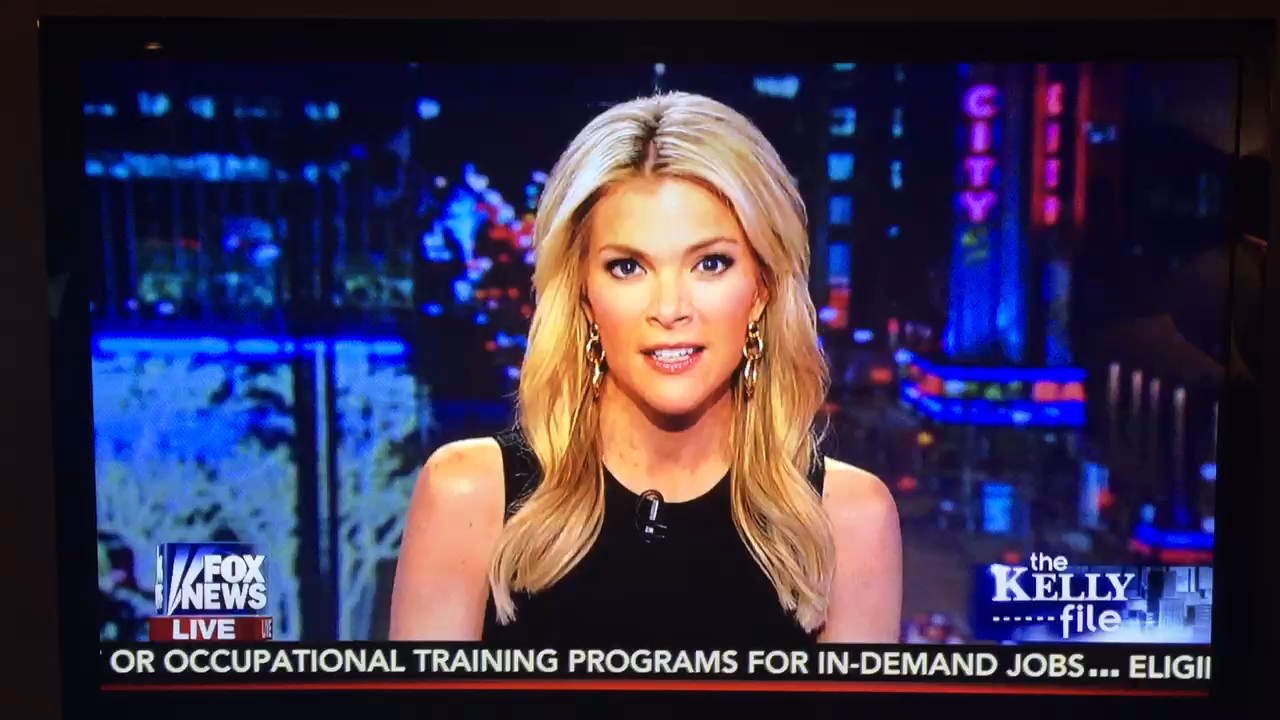 CITY
FOX
NEWS
LIVE
the
KELLY
file
OR OCCUPATIONAL TRAINING PROGRAMS FOR IN-DEMAND JOBS... ELIGI